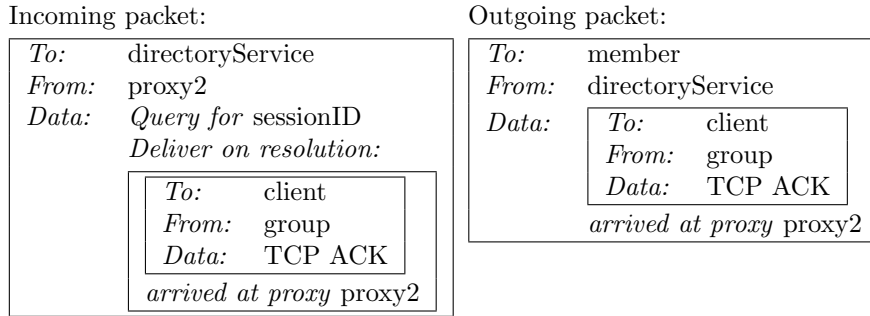 Incoming packet:
To: directoryService
From: proxy2
Data: Query for sessionID
Deliver on resolution:
To: client
From: group
Data: TCP ACK
arrived at proxy proxy2
Outgoing packet:
To: member
From: directoryService
Data: To: client
From: group
Data: TCP ACK
arrived at proxy proxy2